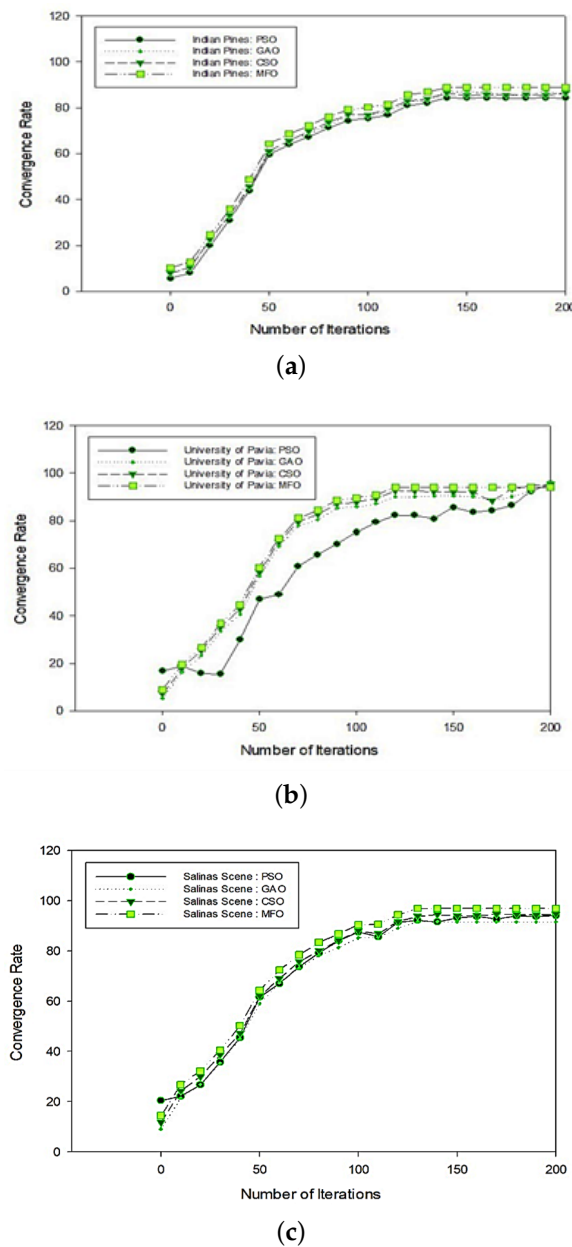 120
100
80
60
40
20
0
Convergence Rate
Indian Pines: PSO
Indian Pines: GAO
Indian Pines: CSO
Indian Pines: MFO
0 50 100 150 200
Number of Iterations
(a)
120
100
80
60
40
20
0
Convergence Rate
University of Pavia: PSO
University of Pavia: GAO
University of Pavia: CSO
University of Pavia: MFO
0 50 100 150 200
Number of Iterations
(b)
120
100
80
60
40
20
0
Convergence Rate
Salinas Scene : PSO
Salinas Scene : GAO
Salinas Scene : CSO
Salinas Scene : MFO
0 50 100 150 200
Number of Iterations
(c)